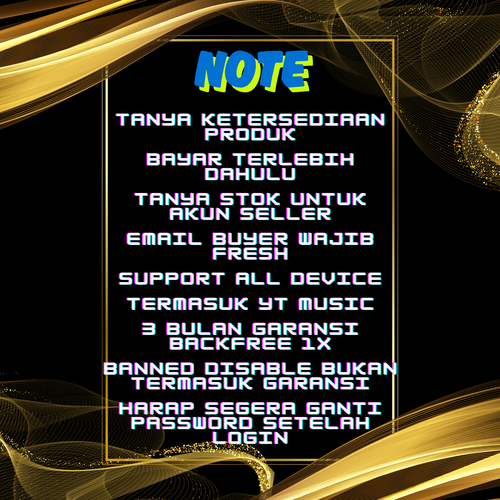 NOTE
TANYA KETERSEDIAAN
PRODUK
BAYAR TERLEBIH
DAHULU
TANYA STOK UNTUK
AKUN SELLER
EMAIL BUYER WAJIB
FRESH
SUPPORT ALL DEVICE
TERMASUK YT MUSIC
3 BULAN GARANSI
BACKFREE 1X
BANNED DISABLE BUKAN
TERMASUK GARANSI
HARAP SEGERA GANTI
PASSWORD SETELAH
LOGIN